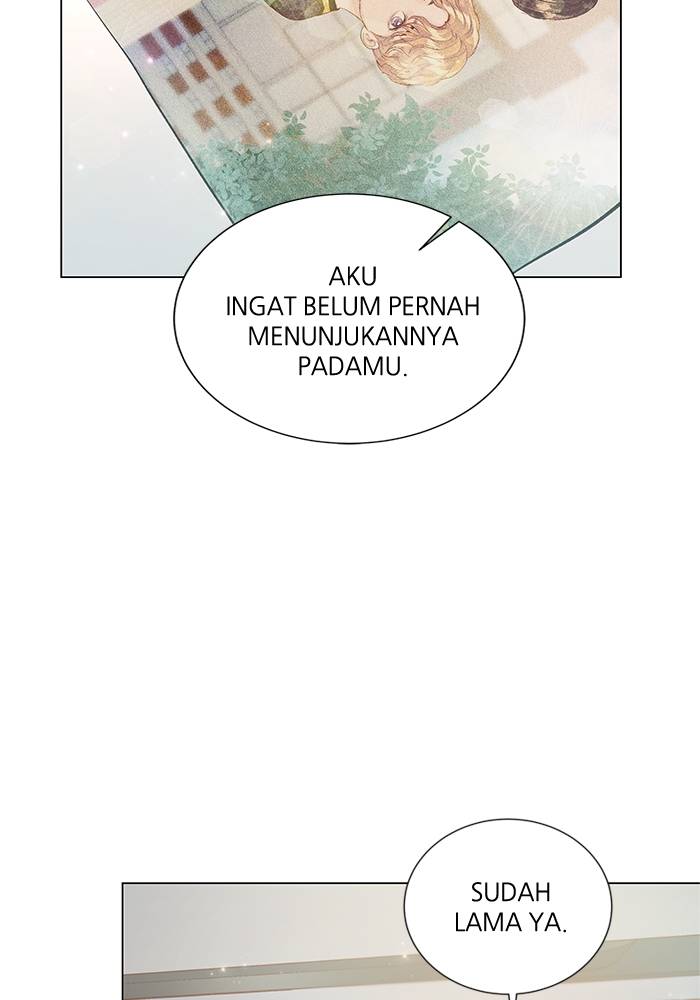 AKU
INGAT BELUM PERNAH
MENUNJUKANNYA
PADAMU.
SUDAH
LAMA YA.